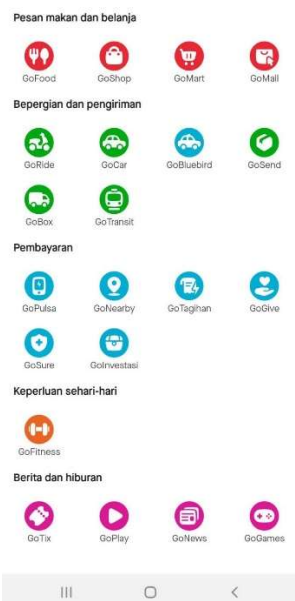 Pesan makan dan belanja
GoFood GoShop GoMart GoMall
Bepergian dan pengiriman
GoRide GoCar GoBluebird GoSend
GoBox GoTransit
Pembayaran
GoPulsa GoNearby GoTagihan GoGive
GoSure GoInvestasi
Keperluan sehari-hari
GoFitness
Berita dan hiburan
GoTix GoPlay GoNews GoGames